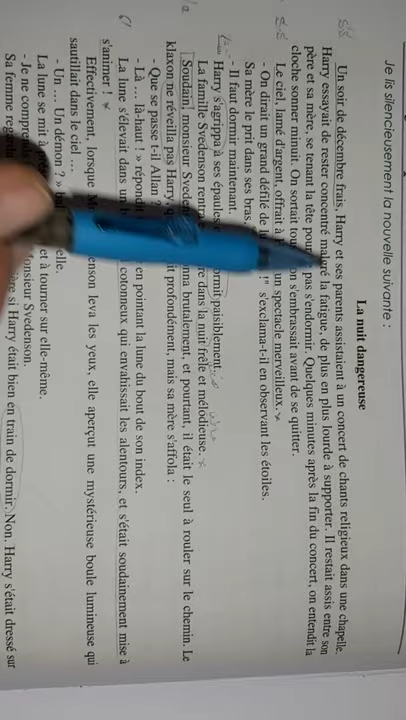 Je lis silencieusement la nouvelle suivante :
La nuit dangereuse
Un soir de décembre frais, Harry et ses parents assistaient à un concert de chants religieux dans une chapelle.
Harry essayait de rester concentré malgré la fatigue, de plus en plus lourde à supporter. Il restait assis entre son
père et sa mère, se tenant la tête pour pas s'endormir. Quelques minutes après la fin du concert, on entendit la
cloche sonner minuit. On sortait on s'embrassait avant de se quitter.
Le ciel, lamé d'argent, offrait à un spectacle merveilleux.
- On dirait un grand défilé de !" s'exclama-t-il en observant les étoiles.
Sa mère le prit dans ses bras.
- Il faut dormir maintenant.
Harry s'agrippa à ses épaules paisiblement.
La famille Svedenson dans la nuit frêle et mélodieuse.
Soudain, monsieur brutalement, et pourtant, il était le seul à rouler sur le chemin. Le
klaxon ne réveilla pas Harry, profondément, mais sa mère s'affola :
- Que se passe t-il Allan ?
- Là ... là-haut ! » répondit en pointant la lune du bout de son index.
La lune s'élevait dans un cotonneux qui envahissait les alentours, et s'était soudainement mise à
s'animer !
Effectivement, lorsque leva les yeux, elle aperçut une mystérieuse boule lumineuse qui
sautillait dans le ciel ...
- Un ... Un démon ? » elle.
La lune se mit à et à tourner sur elle-même.
- Je ne comprends monsieur Svedenson.
Sa femme si Harry était bien en train de dormir. Non. Harry s'était dressé sur